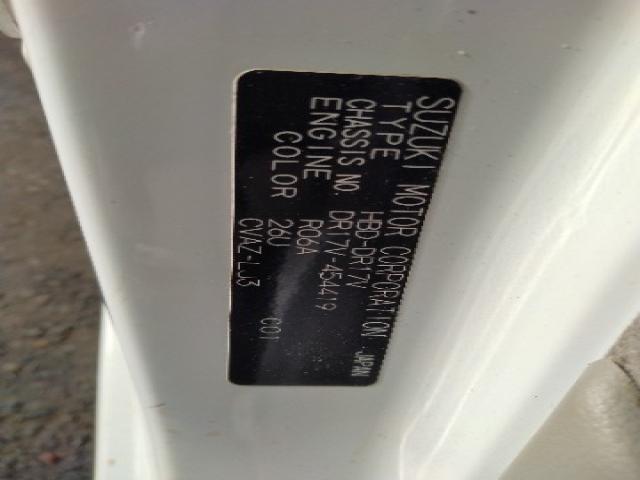 SUZUKI MOTOR CORPORATION JAPAN
TYPE HBD-DR17V
CHASSIS NO. DR17V-454419
ENGINE R06A
COLOR 26U
CVAZ-LJ3 C01